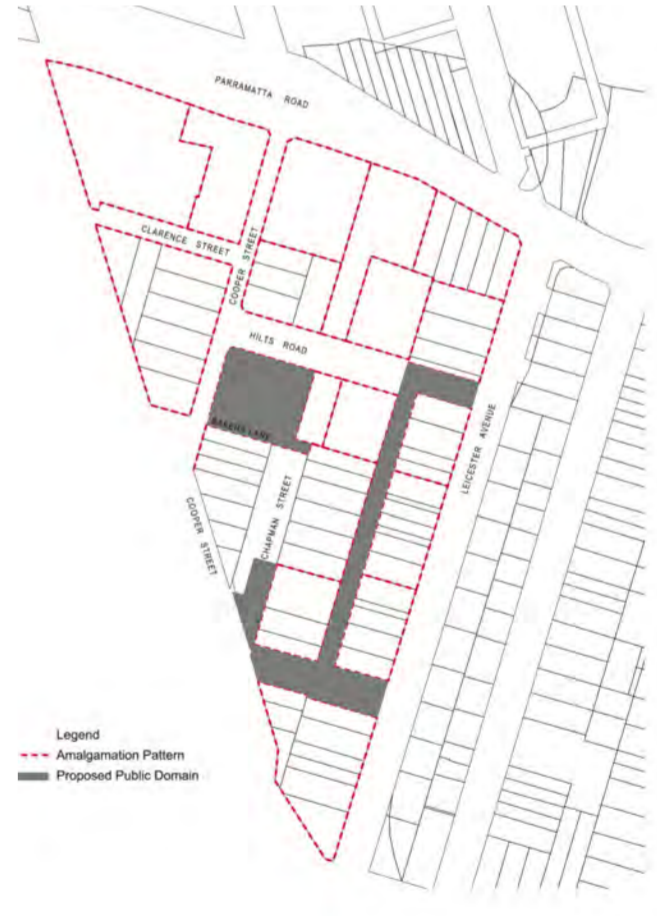 PARRAMATTA ROAD
CLARENCE STREET
COOPER STREET
HILTS ROAD
BAKERS LANE
LEICESTER AVENUE
CHAPMAN STREET
COOPER STREET
Legend
Amalgamation Pattern
Proposed Public Domain